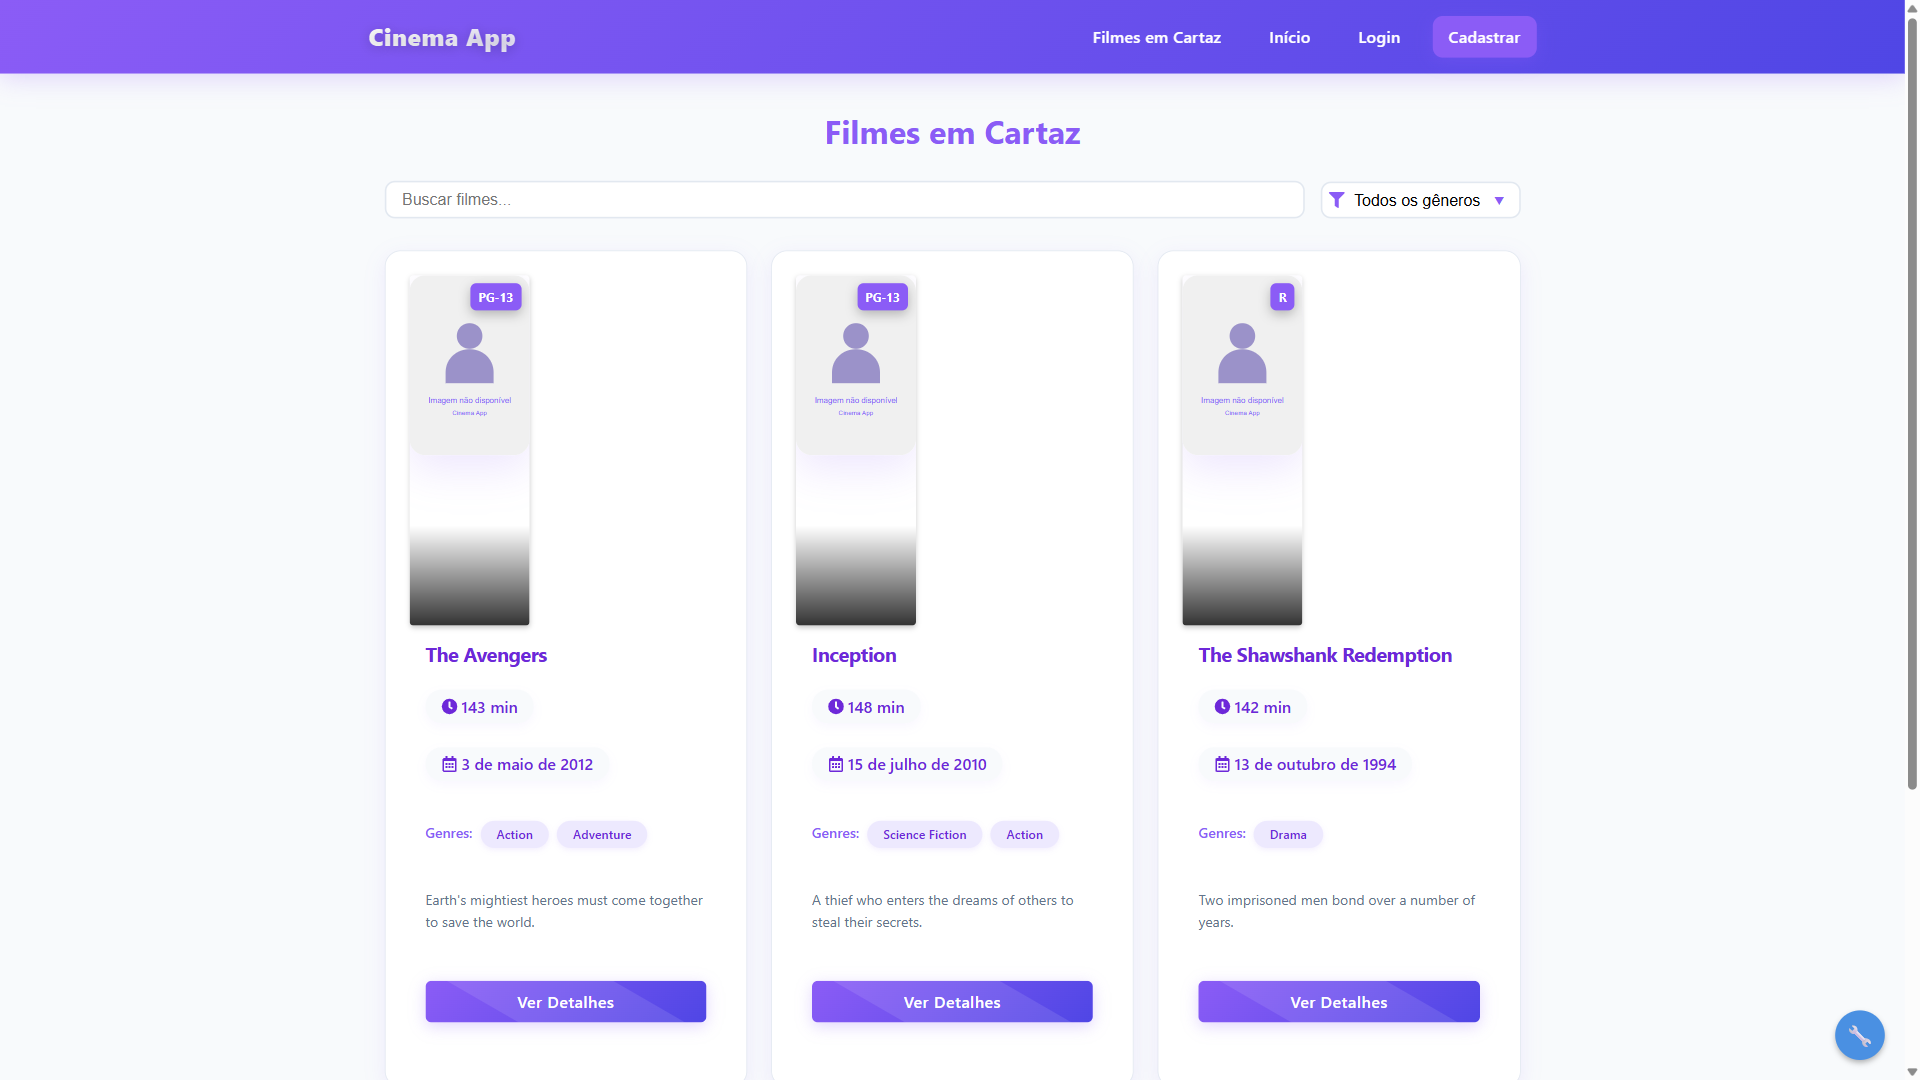 Cinema App
Filmes em Cartaz
Início
Login
Cadastrar
Filmes em Cartaz
Buscar filmes...
Todos os gêneros
PG-13
Imagem não disponível
Cinema App
The Avengers
143 min
3 de maio de 2012
Genres: Action Adventure
Earth's mightiest heroes must come together
to save the world.
Ver Detalhes
PG-13
Imagem não disponível
Cinema App
Inception
148 min
15 de julho de 2010
Genres: Science Fiction Action
A thief who enters the dreams of others to
steal their secrets.
Ver Detalhes
R
Imagem não disponível
Cinema App
The Shawshank Redemption
142 min
13 de outubro de 1994
Genres: Drama
Two imprisoned men bond over a number of
years.
Ver Detalhes